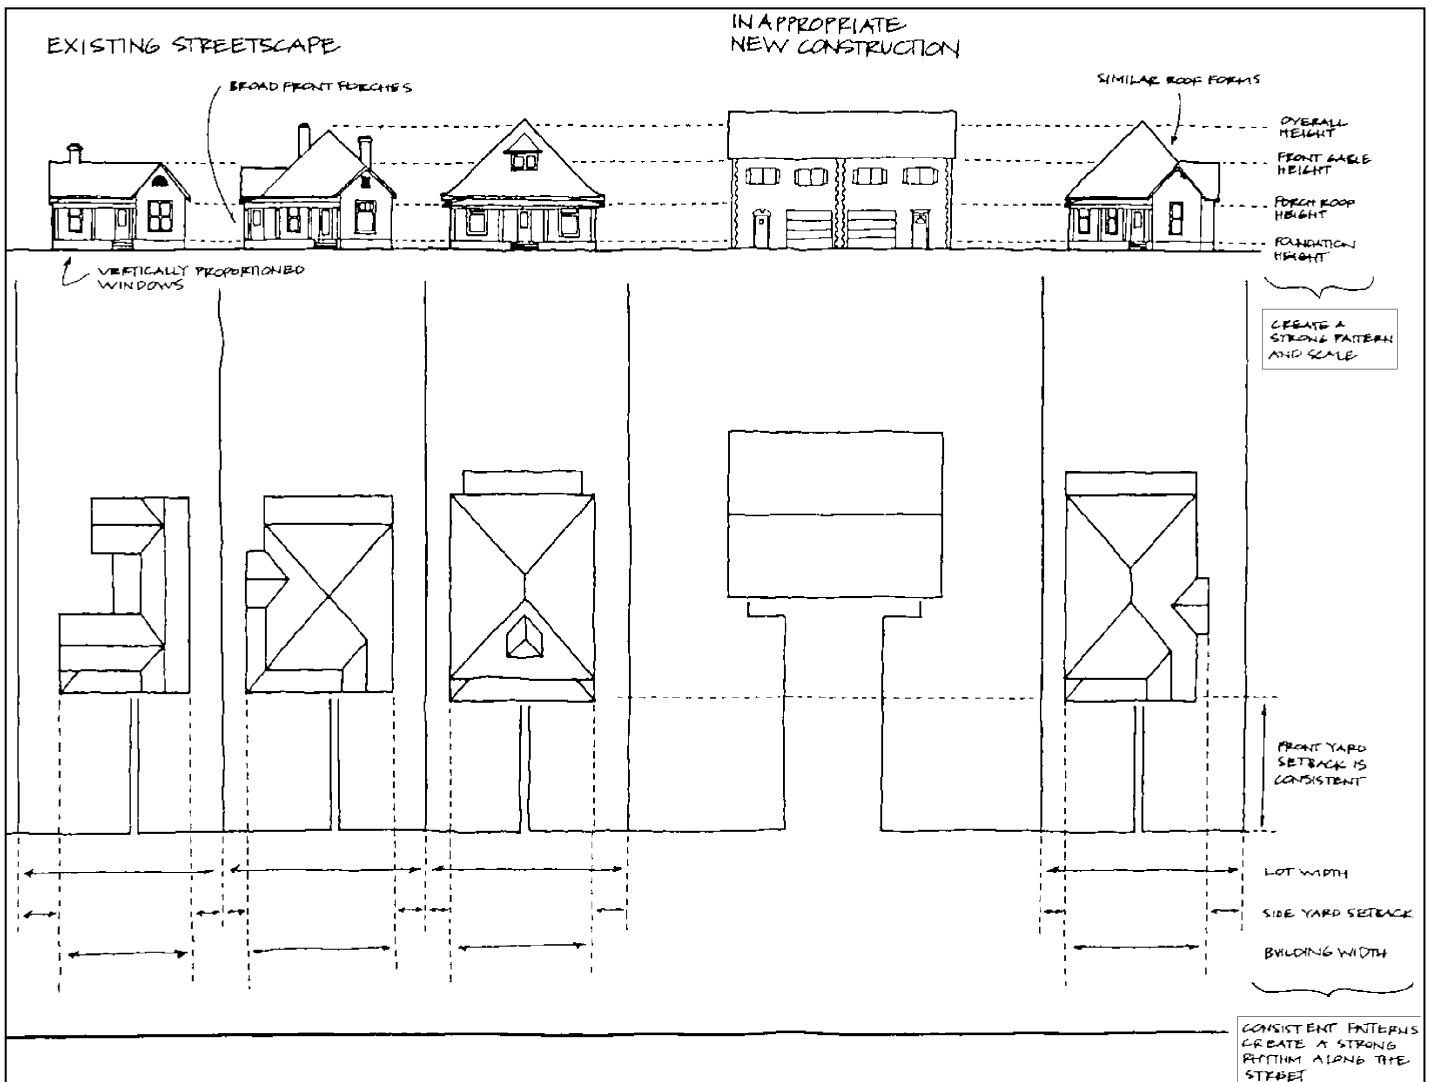 EXISTING STREETSCAPE
INAPPROPRIATE
NEW CONSTRUCTION
BROAD FRONT PORCHES
SIMILAR ROOF FORMS
OVERALL
HEIGHT
FRONT GABLE
HEIGHT
PORCH ROOF
HEIGHT
FOUNDATION
HEIGHT
VERTICALLY PROPORTIONED
WINDOWS
CREATE A
STRONG PATTERN
AND SCALE
FRONT YARD
SETBACK IS
CONSISTENT
LOT WIDTH
SIDE YARD SETBACK
BUILDING WIDTH
CONSISTENT PATTERNS
CREATE A STRONG
RHYTHM ALONG THE
STREET